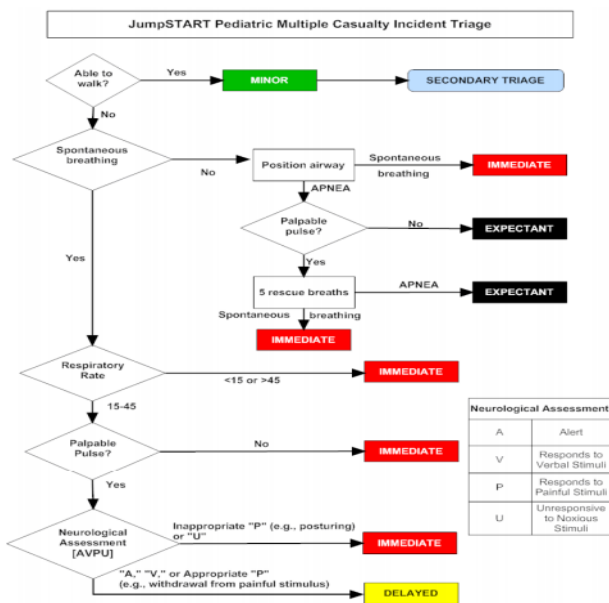 JumpSTART Pediatric Multiple Casualty Incident Triage
Able to
walk?
Yes
MINOR
SECONDARY TRIAGE
No
Spontaneous
breathing
No
Position airway
Spontaneous
breathing
IMMEDIATE
APNEA
Palpable
pulse?
No
EXPECTANT
Yes
Yes
5 rescue breaths
APNEA
EXPECTANT
Spontaneous
breathing
IMMEDIATE
Respiratory
Rate
<15 or >45
IMMEDIATE
15-45
Palpable
Pulse?
No
IMMEDIATE
Yes
Neurological
Assessment
[AVPU]
Inappropriate "P" (e.g., posturing)
or "U"
IMMEDIATE
"A," "V," or Appropriate "P"
(e.g., withdrawal from painful stimulus)
DELAYED
Neurological Assessment
A
Alert
V
Responds to
Verbal Stimuli
P
Responds to
Painful Stimuli
U
Unresponsive
to Noxious
Stimuli